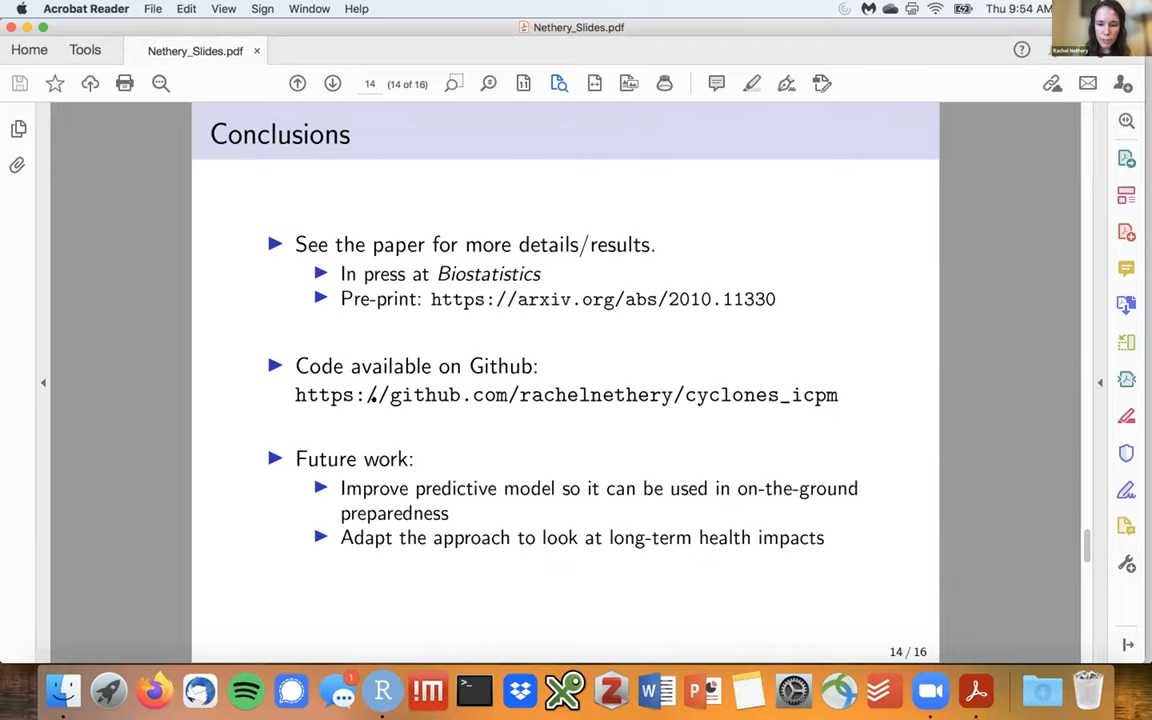 Acrobat Reader File Edit View Sign Window Help Thu 9:54 AM
Nethery_Slides.pdf
Home Tools Nethery_Slides.pdf ×
Rachel Nethery
14 (14 of 16)
Conclusions
See the paper for more details/results.
In press at Biostatistics
Pre-print: https://arxiv.org/abs/2010.11330
Code available on Github:
https://github.com/rachelnethery/cyclones_icpm
Future work:
Improve predictive model so it can be used in on-the-ground
preparedness
Adapt the approach to look at long-term health impacts
14 / 16